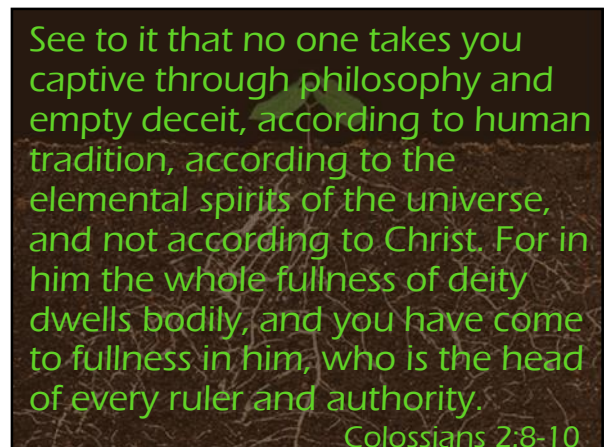 See to it that no one takes you
captive through philosophy and
empty deceit, according to human
tradition, according to the
elemental spirits of the universe,
and not according to Christ. For in
him the whole fullness of deity
dwells bodily, and you have come
to fullness in him, who is the head
of every ruler and authority.
Colossians 2:8-10